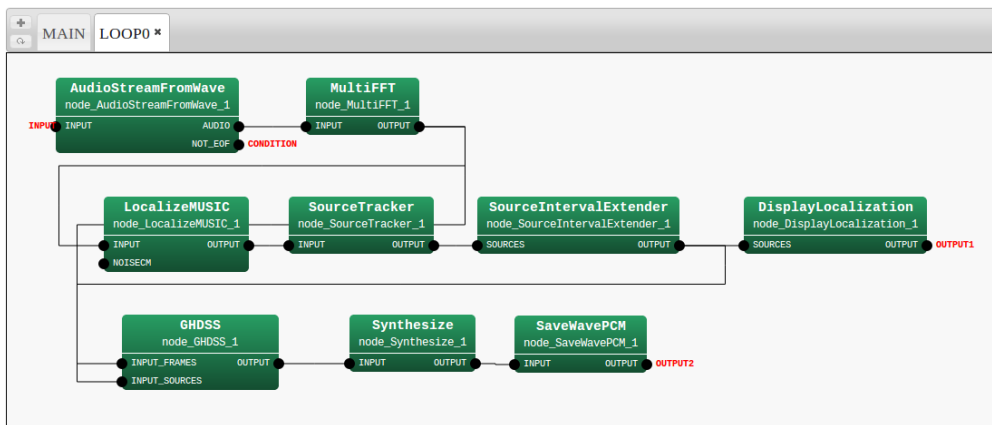 MAIN
LOOP0 ✖
AudioStreamFromWave
node_AudioStreamFromWave_1
INPUT
INPUT
AUDIO
NOT_EOF
CONDITION
MultiFFT
node_MultiFFT_1
INPUT
OUTPUT
LocalizeMUSIC
node_LocalizeMUSIC_1
INPUT
OUTPUT
NOISECM
SourceTracker
node_SourceTracker_1
INPUT
OUTPUT
SourceIntervalExtender
node_SourceIntervalExtender_1
SOURCES
OUTPUT
DisplayLocalization
node_DisplayLocalization_1
SOURCES
OUTPUT
OUTPUT1
GHDSS
node_GHDSS_1
INPUT_FRAMES
OUTPUT
INPUT_SOURCES
Synthesize
node_Synthesize_1
INPUT
OUTPUT
SaveWavePCM
node_SaveWavePCM_1
INPUT
OUTPUT
OUTPUT2